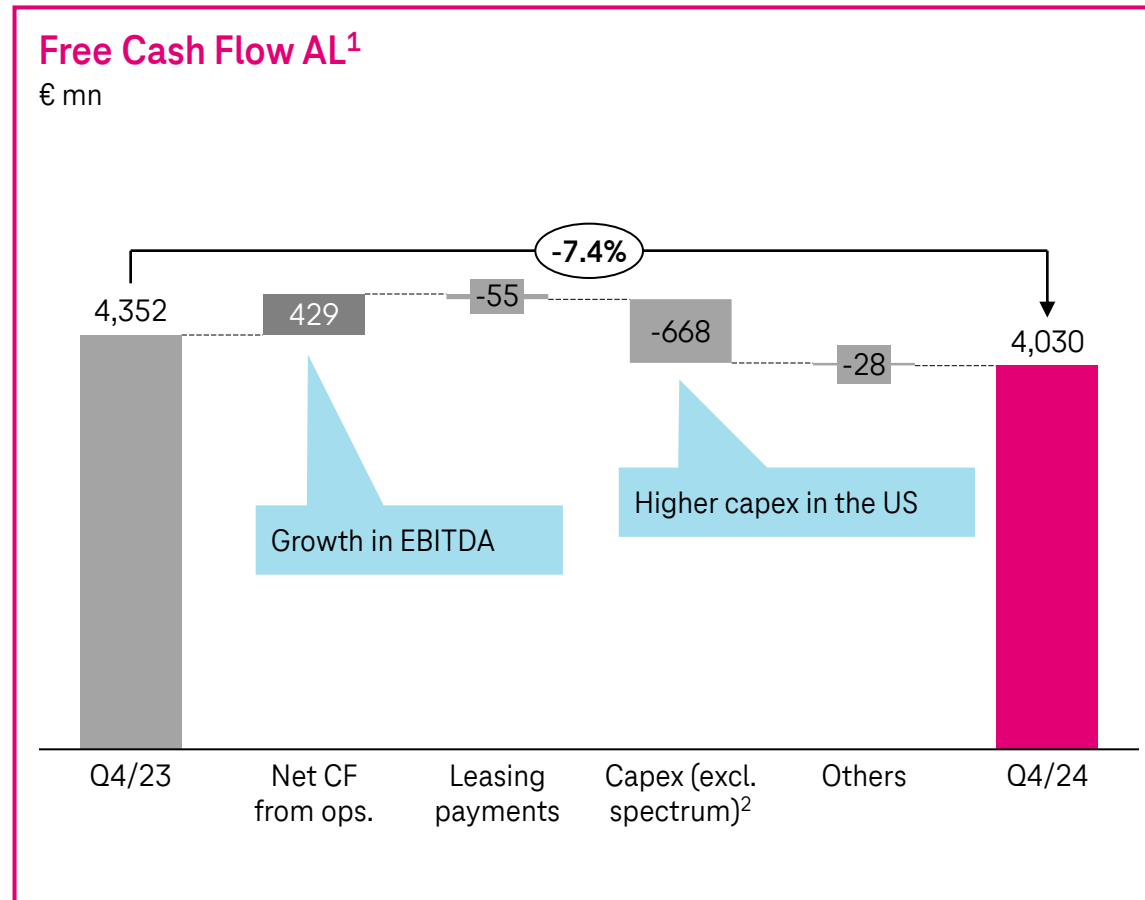 Free Cash Flow AL¹
€ mn
-7.4%
4,352
429
-55
-668
-28
4,030
Growth in EBITDA
Higher capex in the US
Q4/23
Net CF
from ops.
Leasing
payments
Capex (excl.
spectrum)²
Others
Q4/24